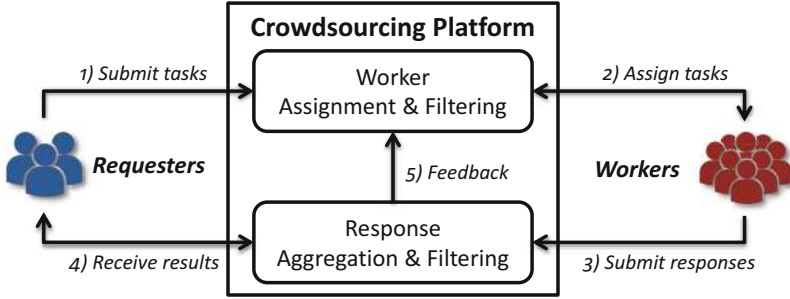 Crowdsourcing Platform
1) Submit tasks
Worker
Assignment & Filtering
2) Assign tasks
Requesters
5) Feedback
Workers
4) Receive results
Response
Aggregation & Filtering
3) Submit responses